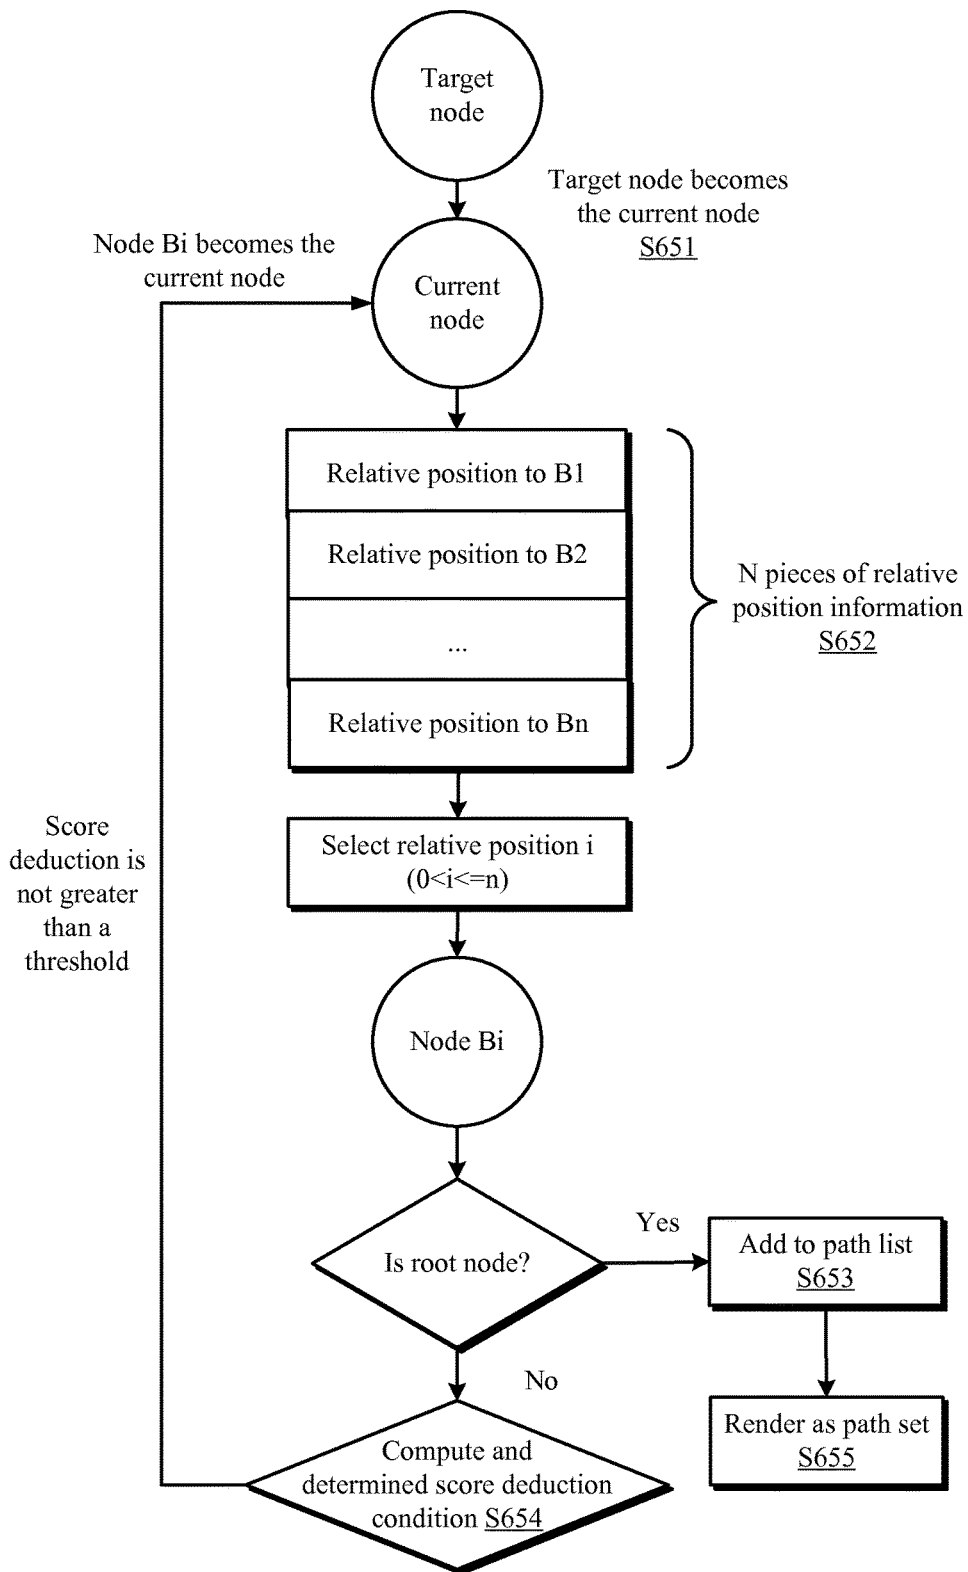 Target
node
Target node becomes
the current node
S651
Node Bi becomes the
current node
Current
node
Relative position to B1
Relative position to B2
...
Relative position to Bn
N pieces of relative
position information
S652
Select relative position i
(0<i<=n)
Score
deduction is
not greater
than a
threshold
Node Bi
Is root node?
Yes
Add to path list
S653
No
Render as path set
S655
Compute and
determined score deduction
condition S654